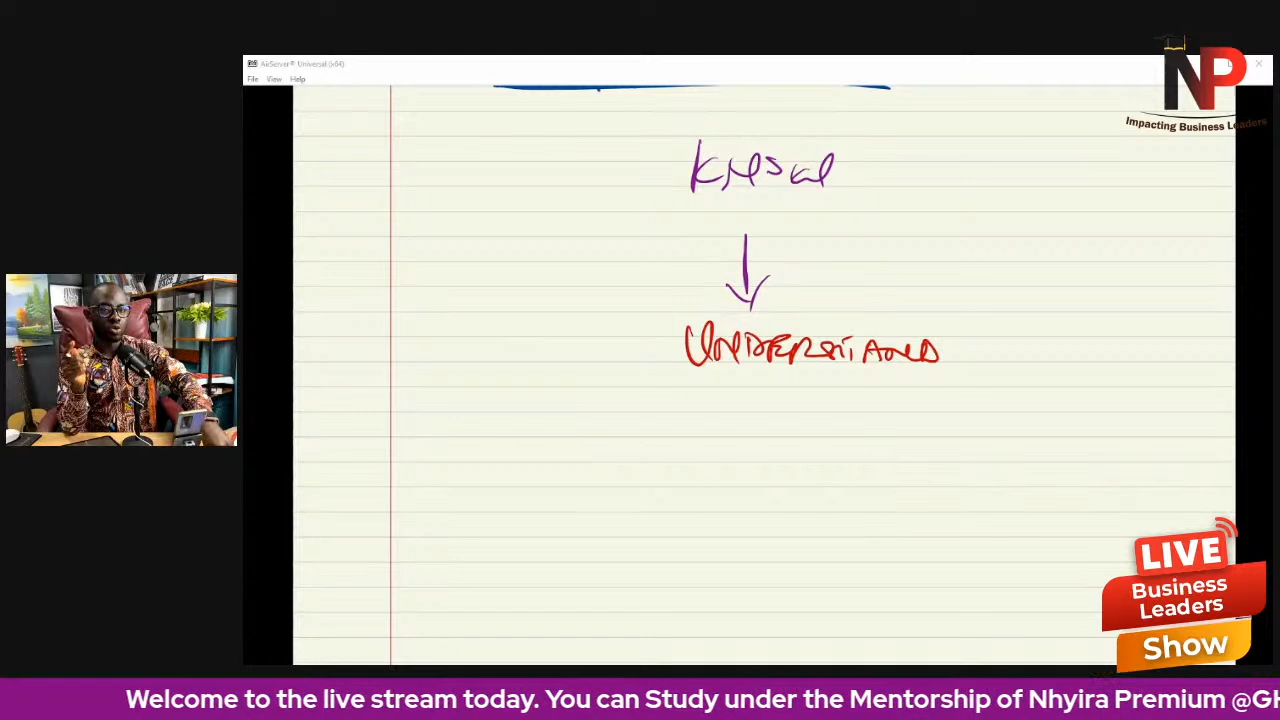 AirServer® Universal (x64)
File View Help
NP
Impacting Business Leaders
UNDERSTAND
LIVE
Business
Leaders
Show
Welcome to the live stream today. You can Study under the Mentorship of Nhyira Premium @GH